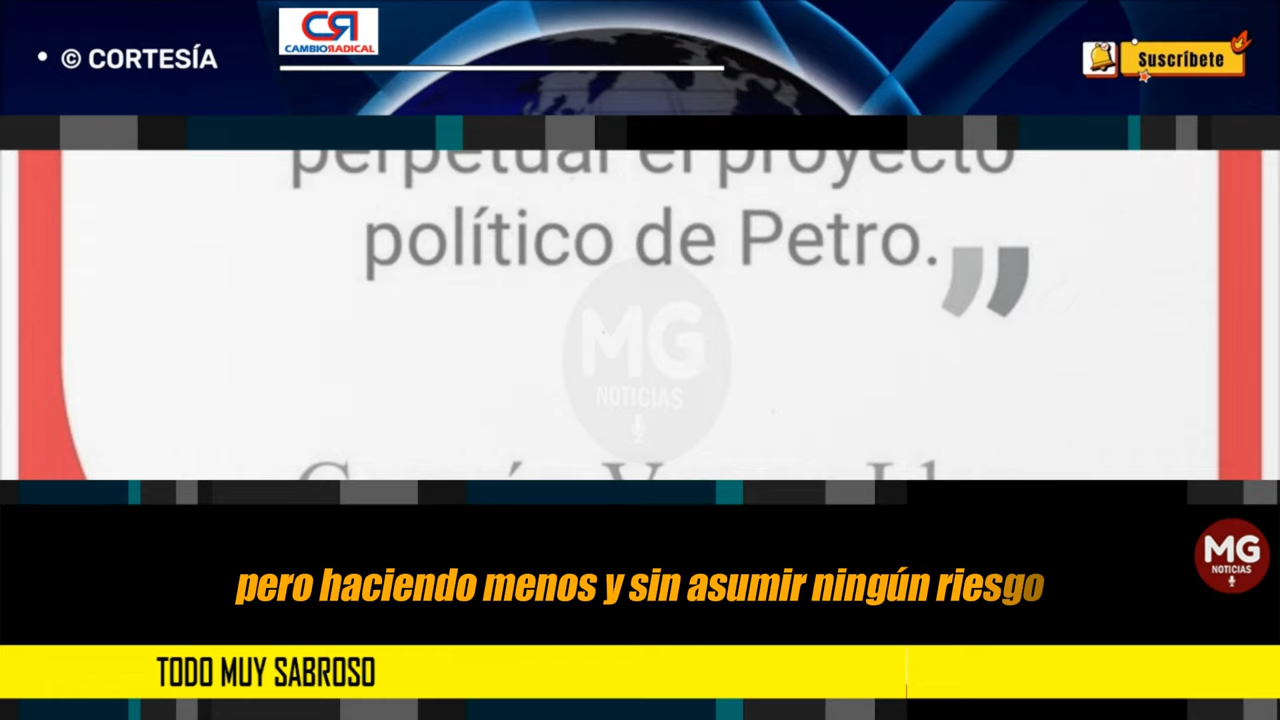 © CORTESÍA
CR
CAMBIO RADICAL
Suscríbete
perpetuar el proyecto
político de Petro.”
MG
NOTICIAS
MG
NOTICIAS
pero haciendo menos y sin asumir ningún riesgo
TODO MUY SABROSO